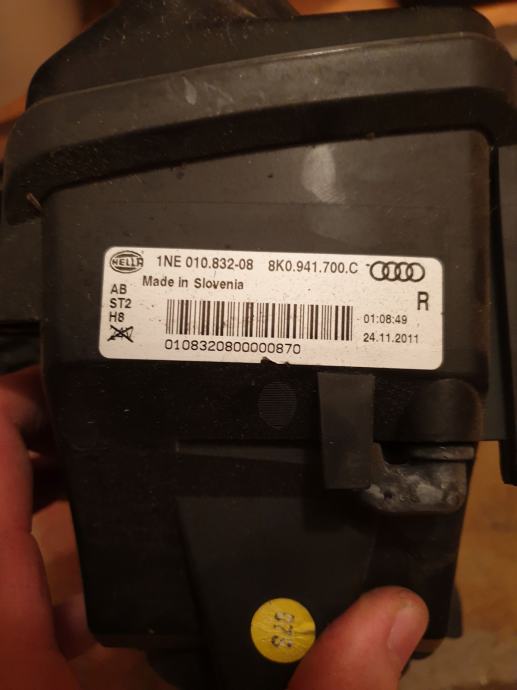 HELLA 1NE 010.832-08 8K0.941.700.C
Made in Slovenia
AB
ST2
H8
R
01:08:49
24.11.2011
0108320800000870